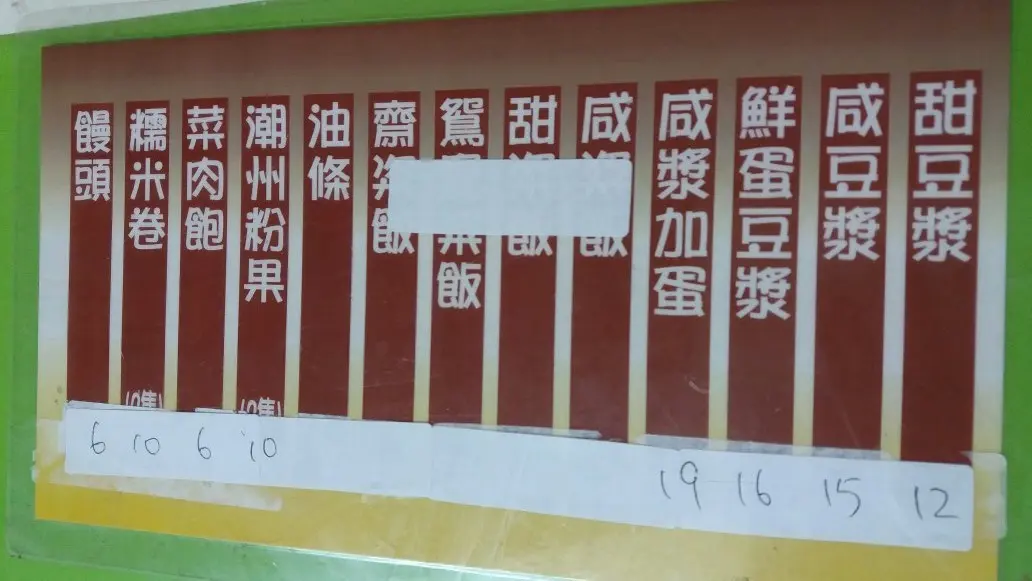 甜豆漿
12
咸豆漿
15
鮮蛋豆漿
16
咸漿加蛋
19
咸飯
甜飯
鴛飯
齋飯
油條
潮州粉果
10
菜肉飽
6
糯米卷
10
饅頭
6